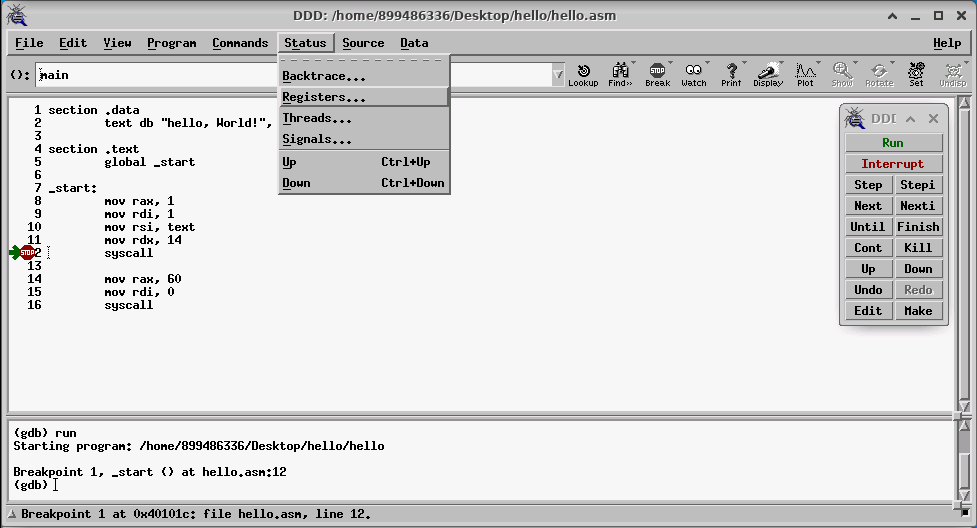 DDD: /home/899486336/Desktop/hello/hello.asm
File Edit View Program Commands Status Source Data Help
(): main
Lookup Find>> Break Watch Print Display Plot Show Rotate Set Undisp
Backtrace...
Registers...
Threads...
Signals...
Up Ctrl+Up
Down Ctrl+Down
1 section .data
2 text db "hello, World!",
3
4 section .text
5 global _start
6
7 _start:
8 mov rax, 1
9 mov rdi, 1
10 mov rsi, text
11 mov rdx, 14
STOP 2 syscall
13
14 mov rax, 60
15 mov rdi, 0
16 syscall
DDD
Run
Interrupt
Step Stepi
Next Nexti
Until Finish
Cont Kill
Up Down
Undo Redo
Edit Make
(gdb) run
Starting program: /home/899486336/Desktop/hello/hello
Breakpoint 1, _start () at hello.asm:12
(gdb)
Breakpoint 1 at 0x40101c: file hello.asm, line 12.